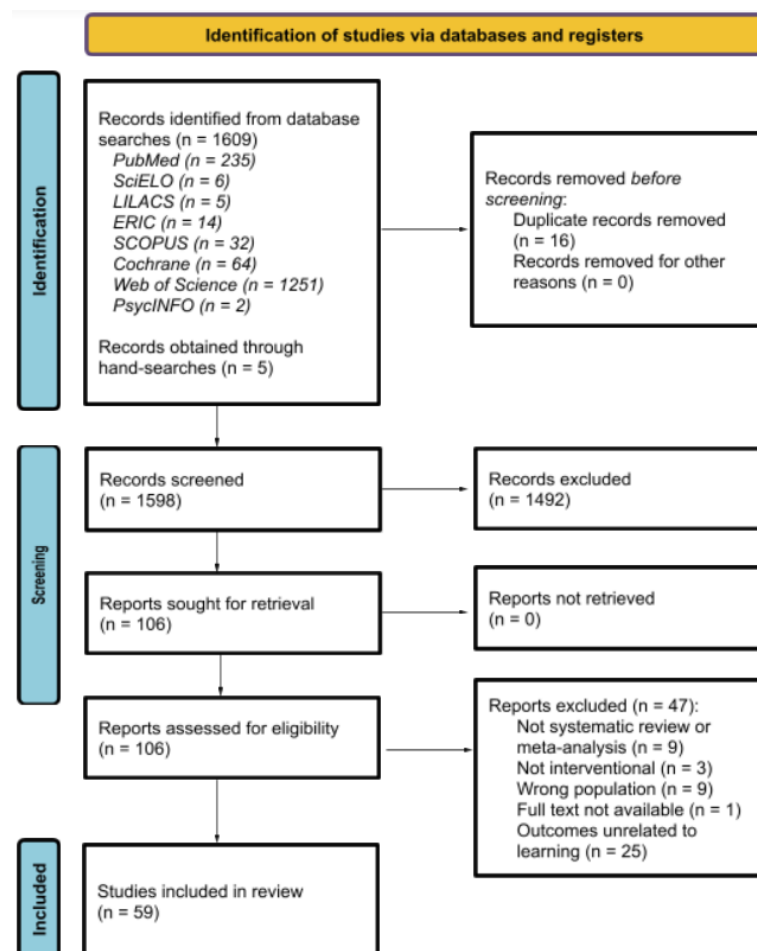 Identification of studies via databases and registers
Identification
Records identified from database
searches (n = 1609)
PubMed (n = 235)
SciELO (n = 6)
LILACS (n = 5)
ERIC (n = 14)
SCOPUS (n = 32)
Cochrane (n = 64)
Web of Science (n = 1251)
PsycINFO (n = 2)
Records obtained through
hand-searches (n = 5)
Records removed before
screening:
Duplicate records removed
(n = 16)
Records removed for other
reasons (n = 0)
Screening
Records screened
(n = 1598)
Records excluded
(n = 1492)
Reports sought for retrieval
(n = 106)
Reports not retrieved
(n = 0)
Reports assessed for eligibility
(n = 106)
Reports excluded (n = 47):
Not systematic review or
meta-analysis (n = 9)
Not interventional (n = 3)
Wrong population (n = 9)
Full text not available (n = 1)
Outcomes unrelated to
learning (n = 25)
Included
Studies included in review
(n = 59)